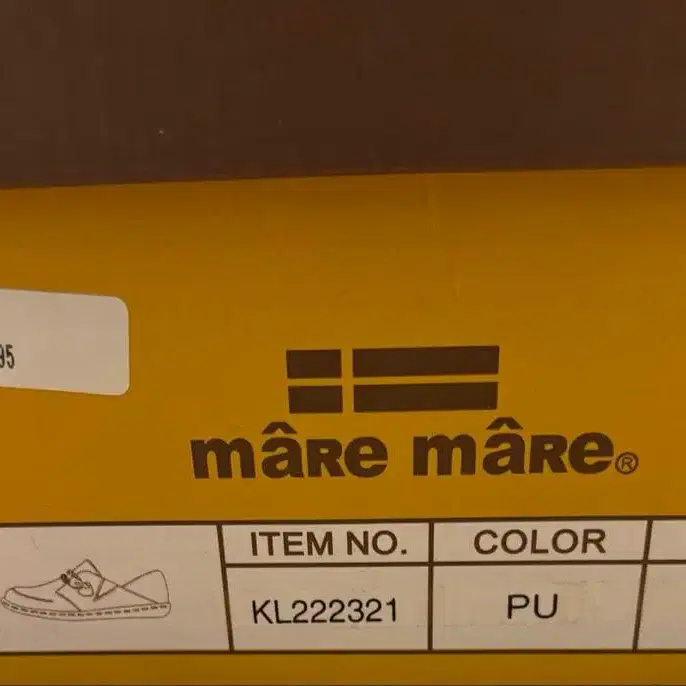 95
mâRe mâRe®
ITEM NO. COLOR
KL222321 PU